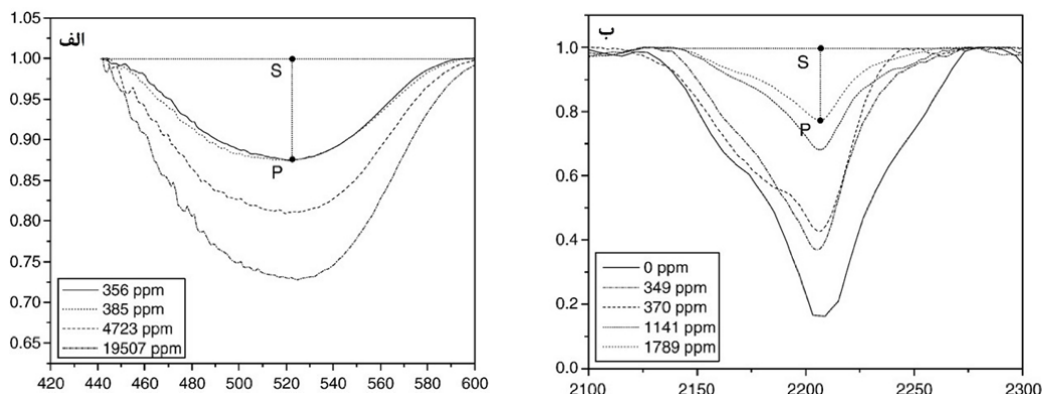 الف
1.05
1.00
0.95
0.90
0.85
0.80
0.75
0.70
0.65
S
P
356 ppm
385 ppm
4723 ppm
19507 ppm
420 440 460 480 500 520 540 560 580 600
ب
1.0
0.8
0.6
0.4
0.2
0.0
S
P
0 ppm
349 ppm
370 ppm
1141 ppm
1789 ppm
2100 2150 2200 2250 2300